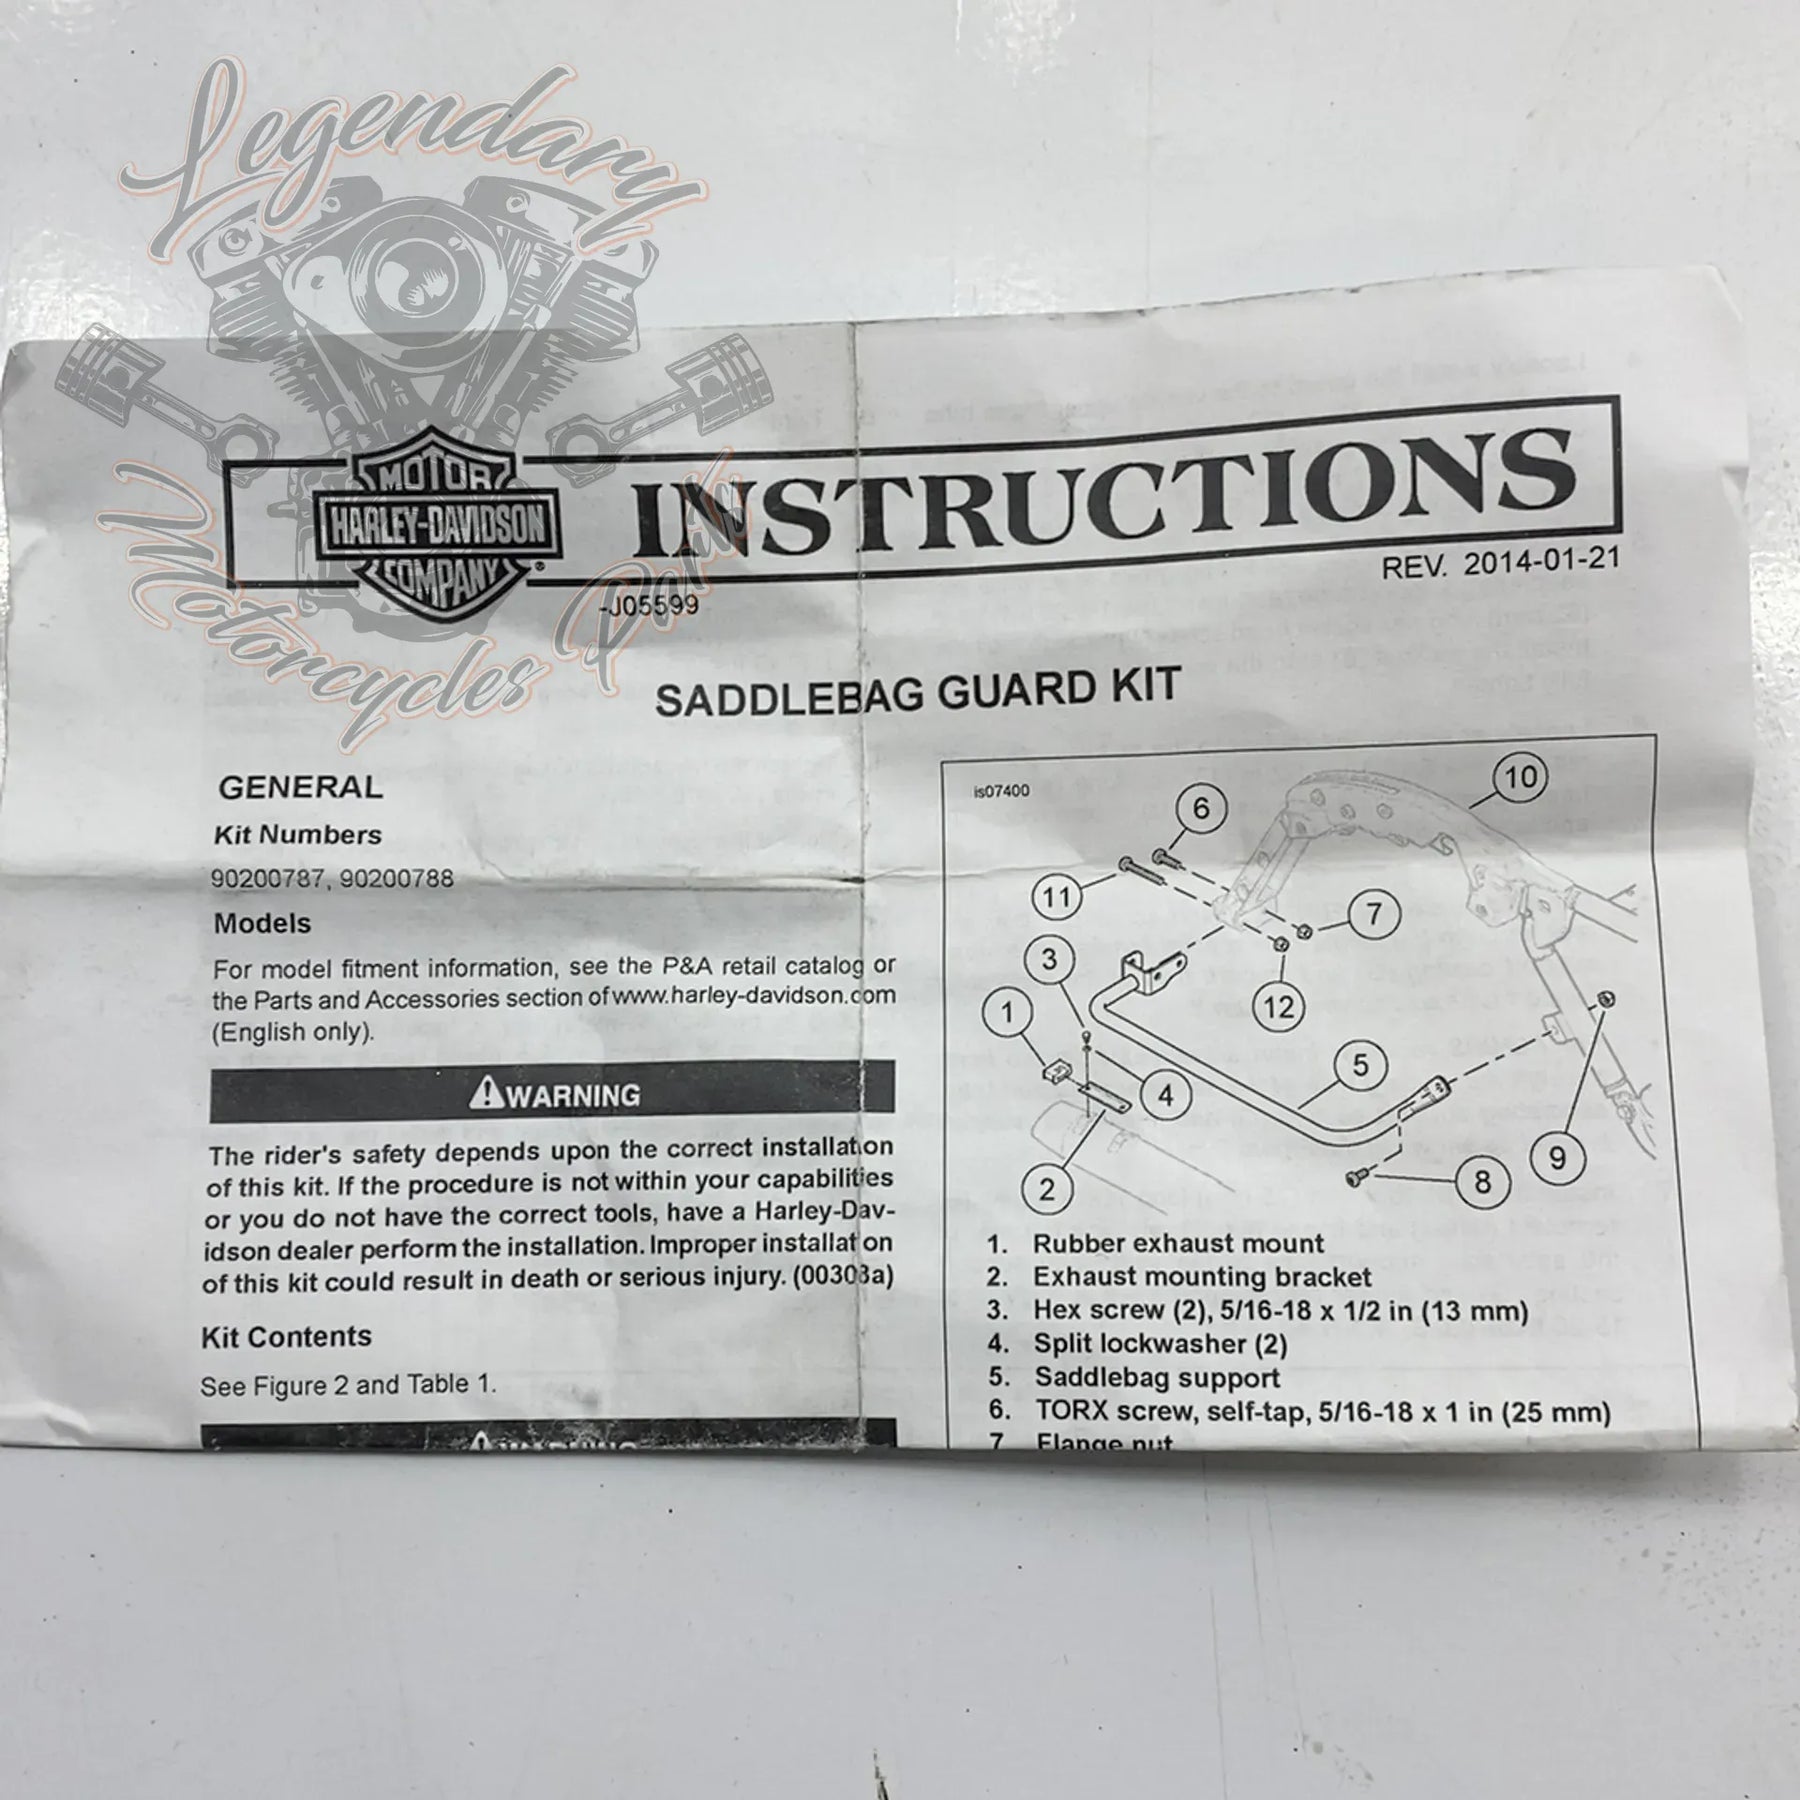 Legendary
Motorcycles Parts
MOTOR
HARLEY-DAVIDSON
COMPANY
®
INSTRUCTIONS
-J05599
REV. 2014-01-21
SADDLEBAG GUARD KIT
GENERAL
Kit Numbers
90200787, 90200788
Models
For model fitment information, see the P&A retail catalog or
the Parts and Accessories section of www.harley-davidson.com
(English only).
⚠WARNING
The rider's safety depends upon the correct installation
of this kit. If the procedure is not within your capabilities
or you do not have the correct tools, have a Harley-Dav-
idson dealer perform the installation. Improper installation
of this kit could result in death or serious injury. (00308a)
Kit Contents
See Figure 2 and Table 1.
⚠WARNING
is07400
10
6
11
7
3
12
1
5
4
9
2
8
1. Rubber exhaust mount
2. Exhaust mounting bracket
3. Hex screw (2), 5/16-18 x 1/2 in (13 mm)
4. Split lockwasher (2)
5. Saddlebag support
6. TORX screw, self-tap, 5/16-18 x 1 in (25 mm)
7 Flange nut